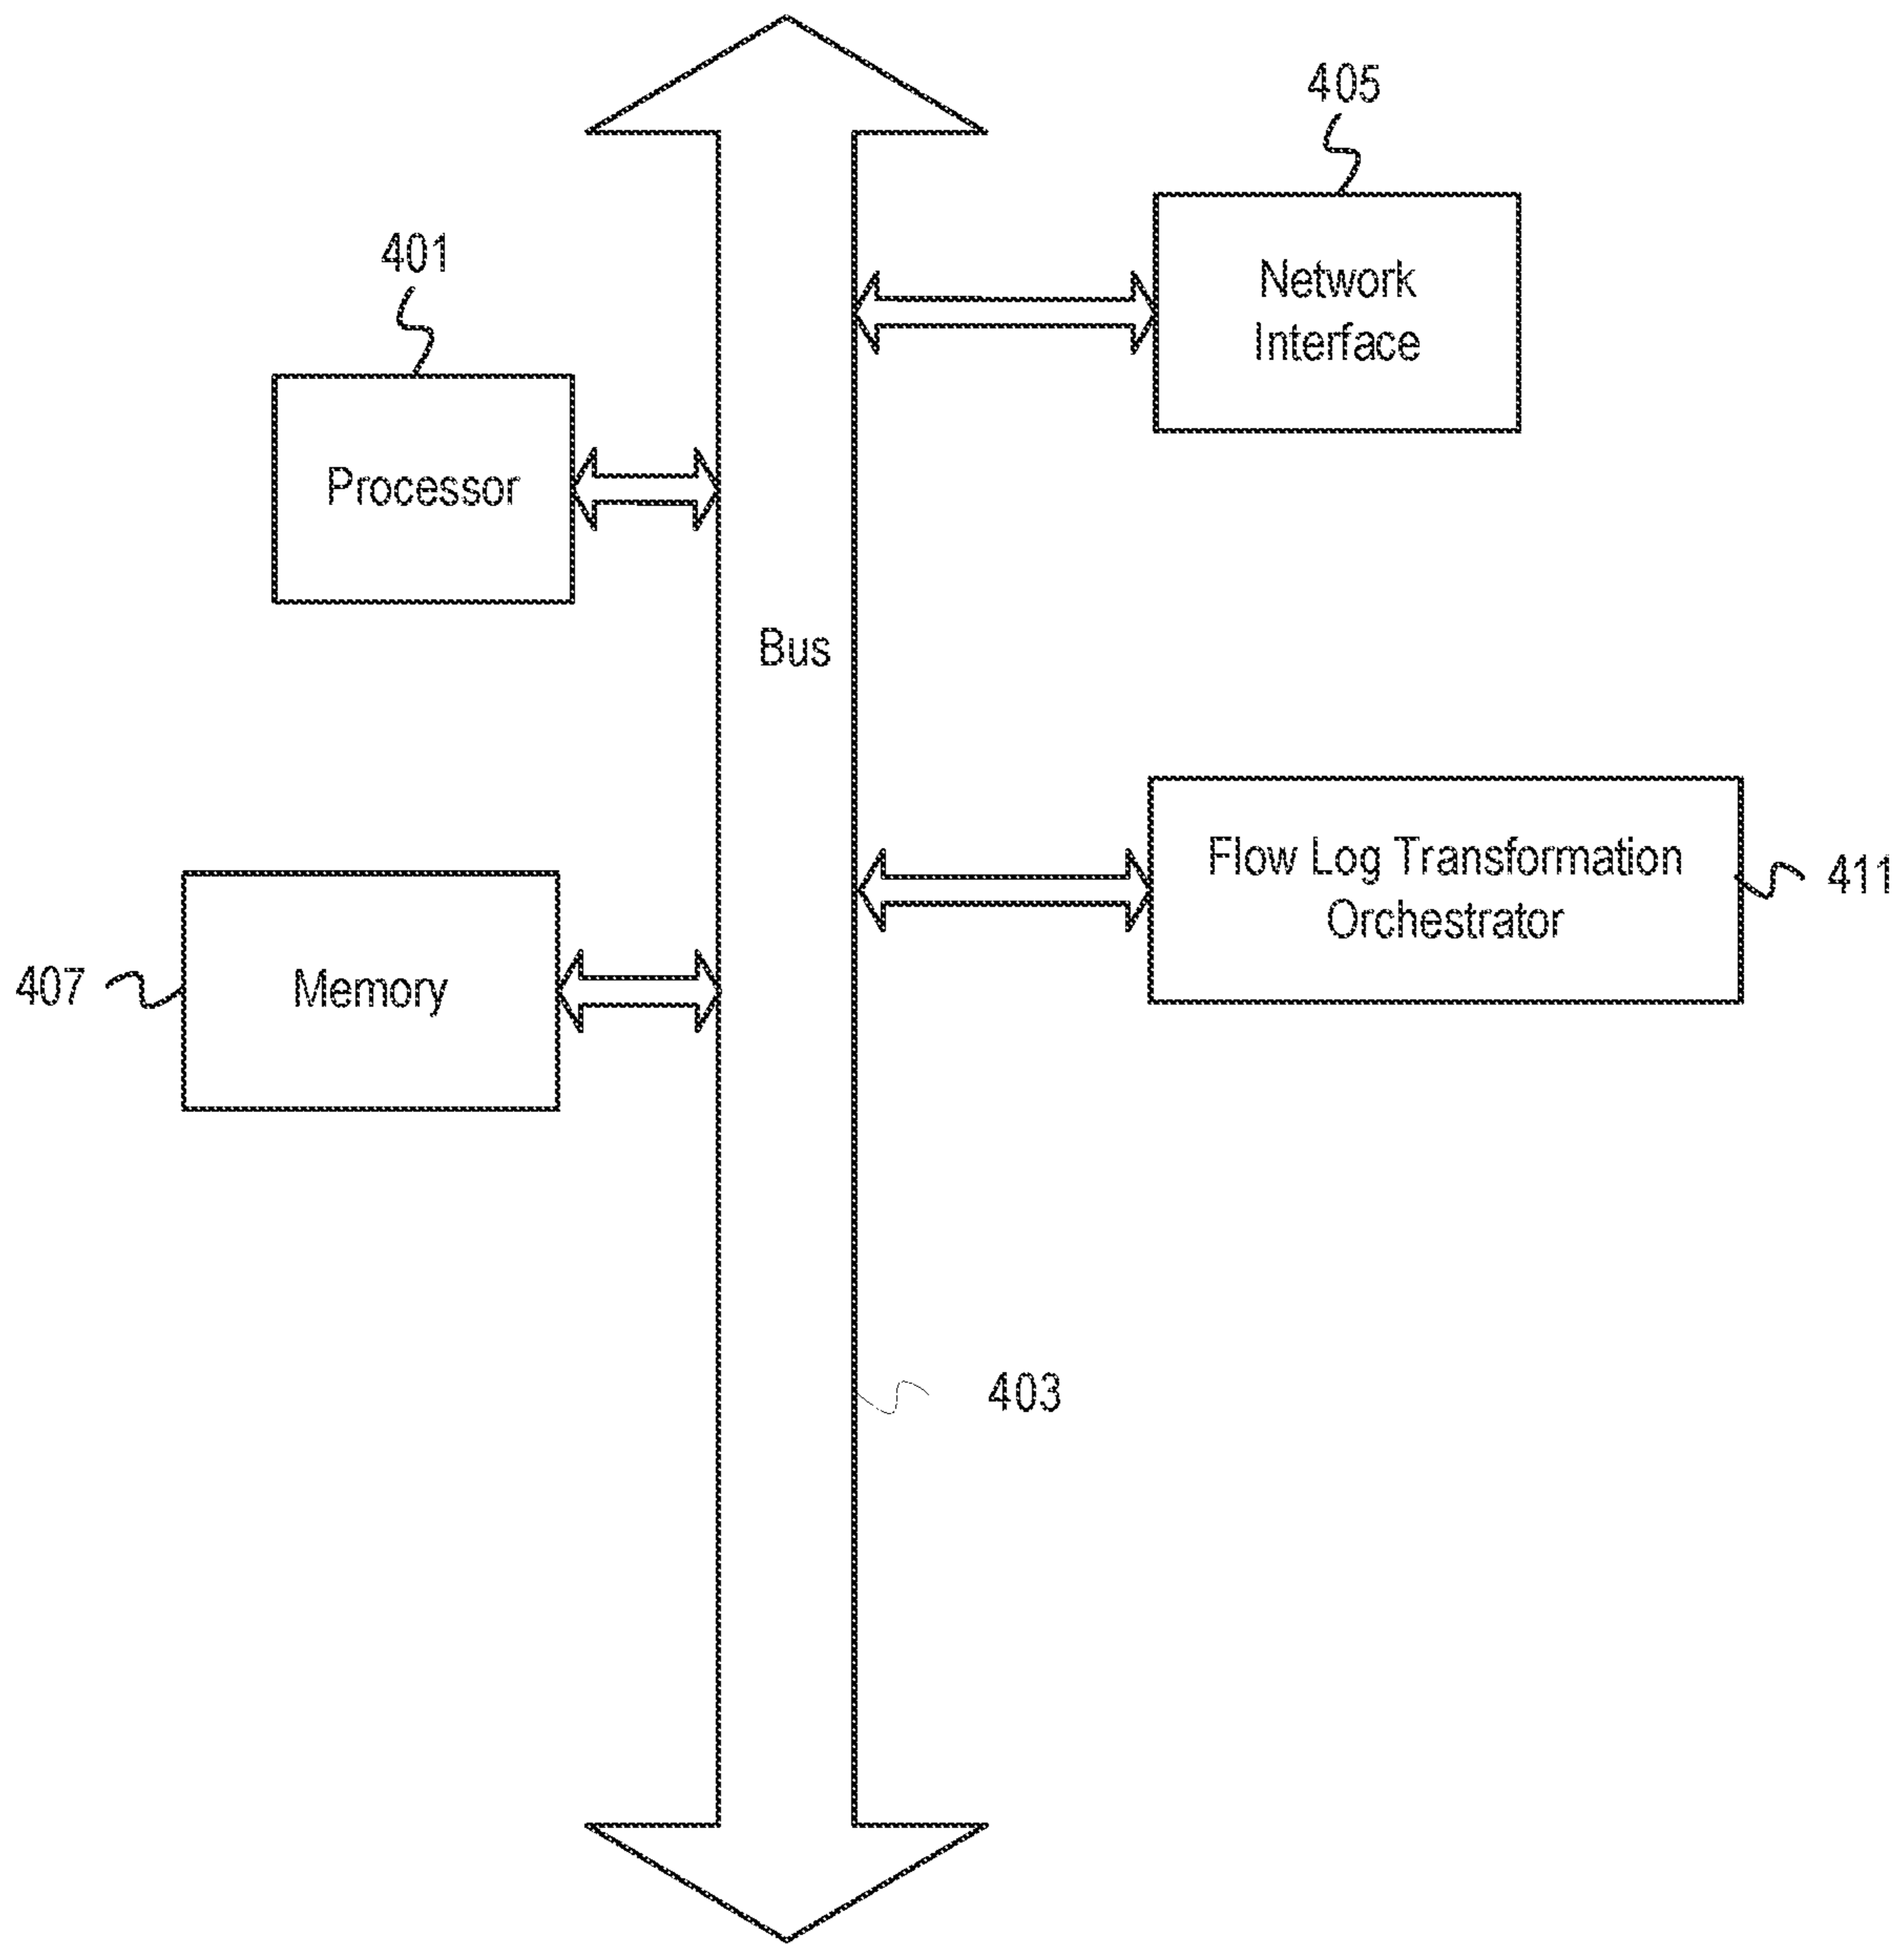 405
401
Network
Interface
Processor
Bus
Flow Log Transformation
Orchestrator
411
407
Memory
403